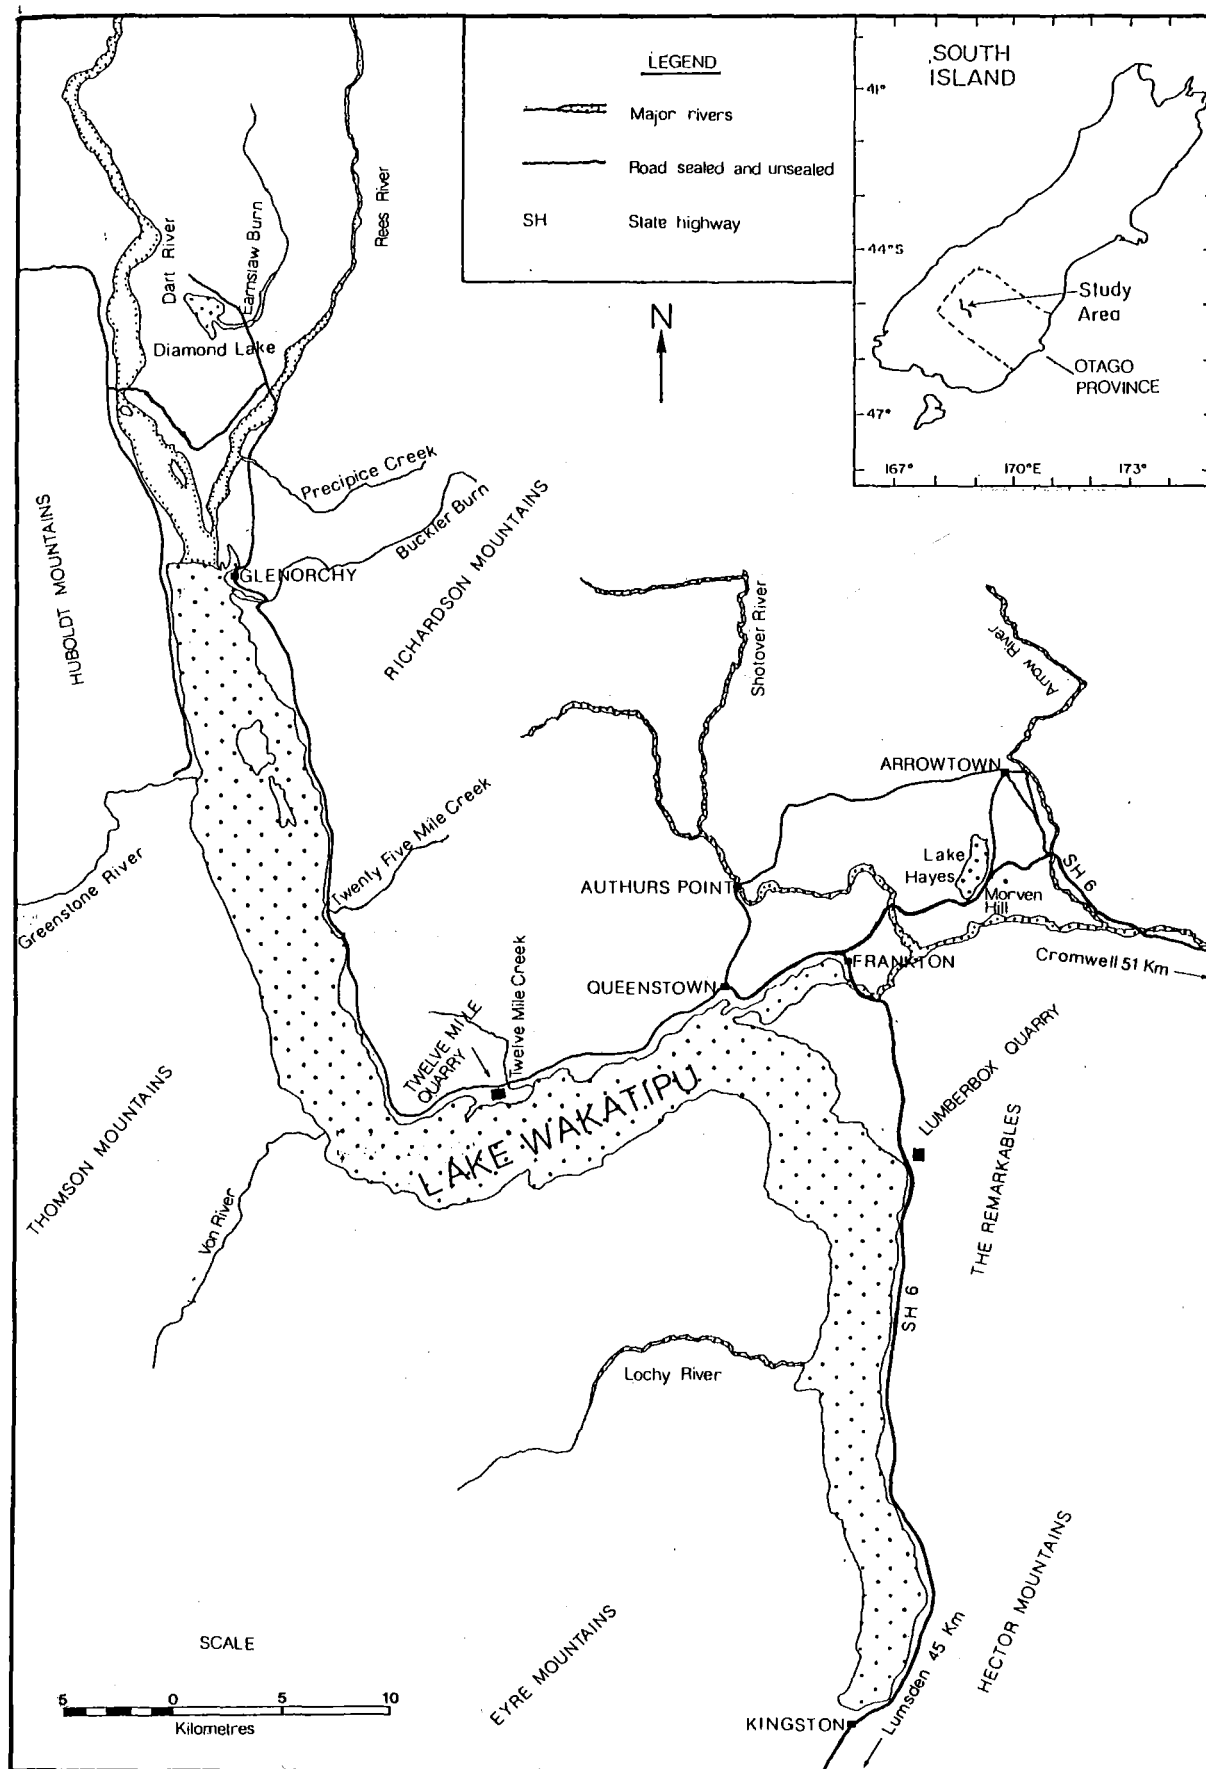 LEGEND
Major rivers
Road sealed and unsealed
SH State highway
SOUTH
ISLAND
41°
44°S
47°
167° 170°E 173°
Study
Area
OTAGO
PROVINCE
N
Dart River
Earnslaw Burn
Rees River
Diamond Lake
Precipice Creek
Buckler Burn
HUBOLDT MOUNTAINS
GLENORCHY
RICHARDSON MOUNTAINS
Shotover River
Arrow River
ARROWTOWN
Greenstone River
Twenty Five Mile Creek
AUTHURS POINT
Lake
Hayes
Morven
Hill
SH 6
Cromwell 51 Km
QUEENSTOWN
FRANKTON
TWELVE MILE
QUARRY
Twelve Mile Creek
LAKE WAKATIPU
LUMBERBOX QUARRY
THOMSON MOUNTAINS
Von River
THE REMARKABLES
SH 6
Lochy River
EYRE MOUNTAINS
HECTOR MOUNTAINS
Lumsden 45 Km
KINGSTON
SCALE
5 0 5 10
Kilometres